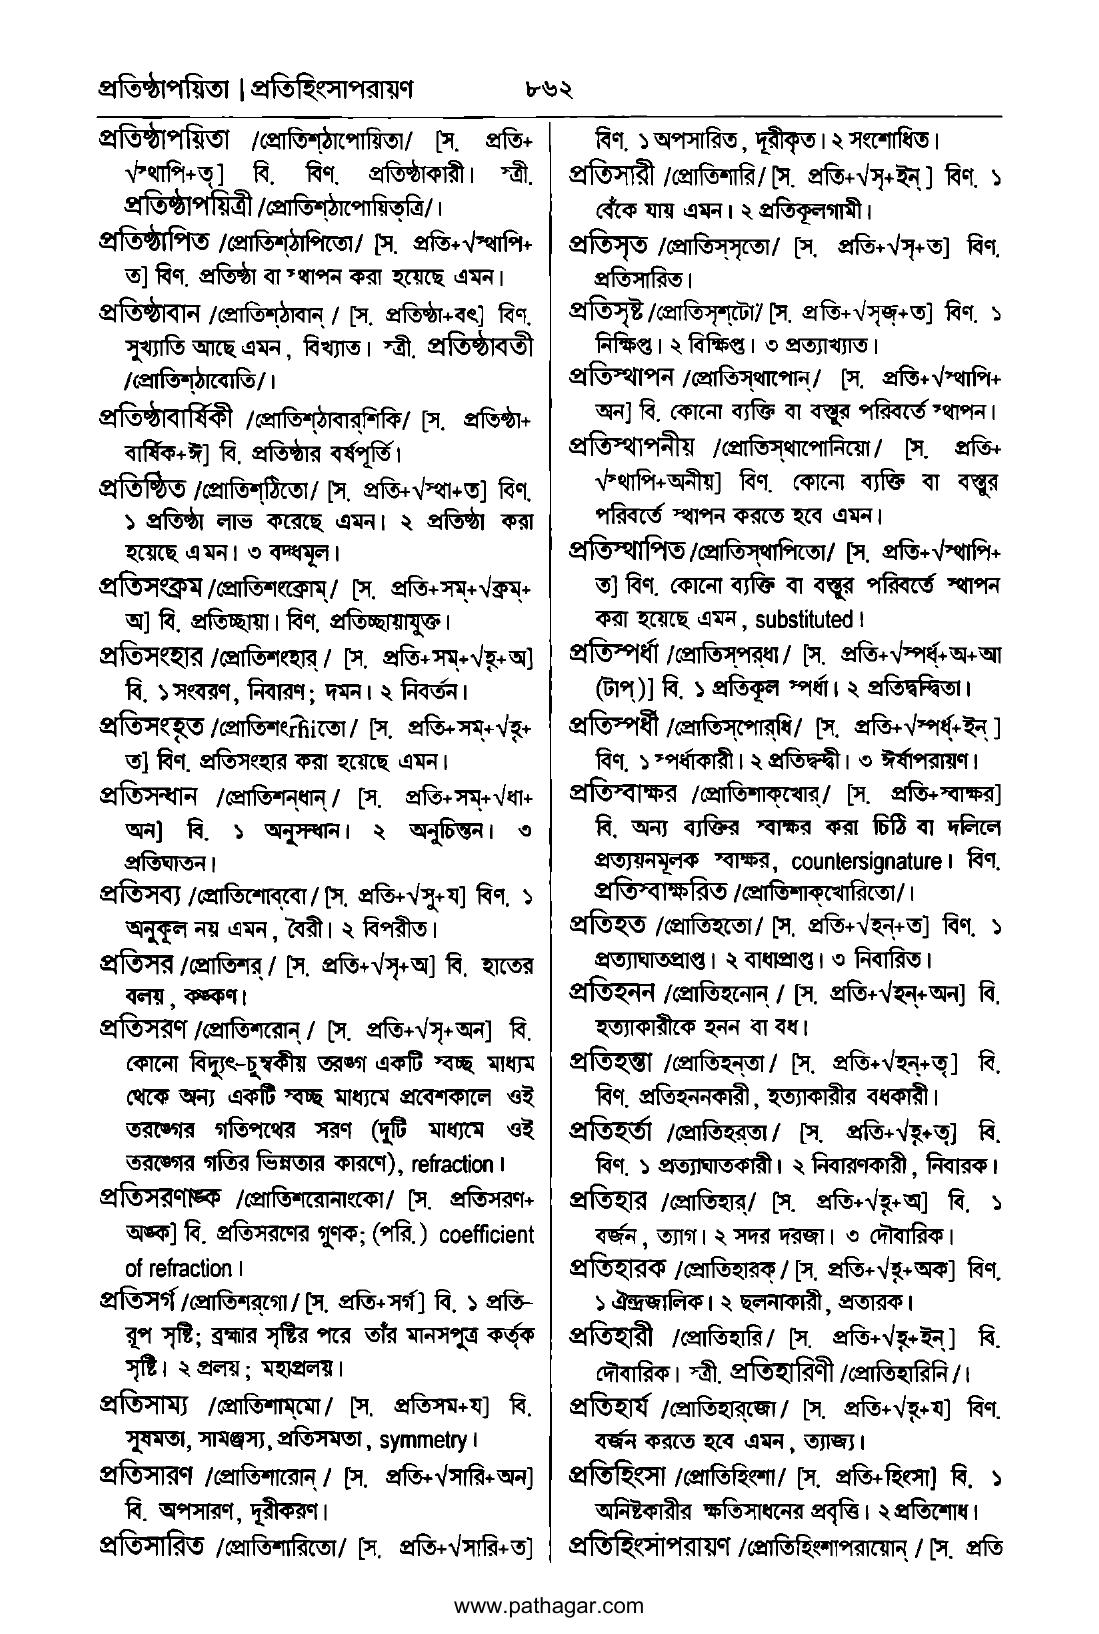 প্রতিষ্ঠাপয়িতা | প্রতিহিংসাপরায়ণ ৮৬২
প্রতিষ্ঠাপয়িতা /প্রোতিশ্ঠাপোয়িতা/ [স. প্রতি+
√স্থাপি+তৃ] বি. বিণ. প্রতিষ্ঠাকারী। স্ত্রী.
প্রতিষ্ঠাপয়িত্রী /প্রোতিশ্ঠাপোয়িত্ত্রি/।
প্রতিষ্ঠাপিত /প্রোতিশ্ঠাপিতো/ [স. প্রতি+√স্থাপি+
ত] বিণ. প্রতিষ্ঠা বা স্থাপন করা হয়েছে এমন।
প্রতিষ্ঠাবান /প্রোতিশ্ঠাবান্/ [স. প্রতিষ্ঠা+বৎ] বিণ.
সুখ্যাতি আছে এমন, বিখ্যাত। স্ত্রী. প্রতিষ্ঠাবতী
/প্রোতিশ্ঠাবোতি/।
প্রতিষ্ঠাবার্ষিকী /প্রোতিশ্ঠাবার্শিকি/ [স. প্রতিষ্ঠা+
বার্ষিক+ঈ] বি. প্রতিষ্ঠার বর্ষপূর্তি।
প্রতিষ্ঠিত /প্রোতিশ্ঠিতো/ [স. প্রতি+√স্থা+ত] বিণ.
১ প্রতিষ্ঠা লাভ করেছে এমন। ২ প্রতিষ্ঠা করা
হয়েছে এমন। ৩ বদ্ধমূল।
প্রতিসংক্রম /প্রোতিশংক্রোম্/ [স. প্রতি+সম্+√ক্রম্+
অ] বি. প্রতিচ্ছায়া। বিণ. প্রতিচ্ছায়াযুক্ত।
প্রতিসংহার /প্রোতিশংহার্/ [স. প্রতি+সম্+√হৃ+অ]
বি. ১ সংবরণ, নিবারণ; দমন। ২ নিবর্তন।
প্রতিসংহৃত /প্রোতিশংr̄hiতো/ [স. প্রতি+সম্+√হৃ+
ত] বিণ. প্রতিসংহার করা হয়েছে এমন।
প্রতিসন্ধান /প্রোতিশন্ধান্/ [স. প্রতি+সম্+√ধা+
অন] বি. ১ অনুসন্ধান। ২ অনুচিন্তন। ৩
প্রতিঘাতন।
প্রতিসব্য /প্রোতিশোব্বো/ [স. প্রতি+√সু+য] বিণ. ১
অনুকূল নয় এমন, বৈরী। ২ বিপরীত।
প্রতিসর /প্রোতিশর্/ [স. প্রতি+√সৃ+অ] বি. হাতের
বলয়, কঙ্কণ।
প্রতিসরণ /প্রোতিশরোন্/ [স. প্রতি+√সৃ+অন] বি.
কোনো বিদ্যুৎ-চুম্বকীয় তরঙ্গ একটি স্বচ্ছ মাধ্যম
থেকে অন্য একটি স্বচ্ছ মাধ্যমে প্রবেশকালে ওই
তরঙ্গের গতিপথের সরণ (দুটি মাধ্যমে ওই
তরঙ্গের গতির ভিন্নতার কারণে), refraction।
প্রতিসরণাঙ্ক /প্রোতিশরোনাংকো/ [স. প্রতিসরণ+
অঙ্ক] বি. প্রতিসরণের গুণক; (পরি.) coefficient
of refraction।
প্রতিসর্গ /প্রোতিশর্গো/ [স. প্রতি+সর্গ] বি. ১ প্রতি-
রূপ সৃষ্টি; ব্রহ্মার সৃষ্টির পরে তাঁর মানসপুত্র কর্তৃক
সৃষ্টি। ২ প্রলয়; মহাপ্রলয়।
প্রতিসাম্য /প্রোতিশাম্মো/ [স. প্রতিসম+য] বি.
সুষমতা, সামঞ্জস্য, প্রতিসমতা, symmetry।
প্রতিসারণ /প্রোতিশারোন্/ [স. প্রতি+√সারি+অন]
বি. অপসারণ, দূরীকরণ।
প্রতিসারিত /প্রোতিশারিতো/ [স. প্রতি+√সারি+ত]
বিণ. ১ অপসারিত, দূরীকৃত। ২ সংশোধিত।
প্রতিসারী /প্রোতিশারি/ [স. প্রতি+√সৃ+ইন্] বিণ. ১
বেঁকে যায় এমন। ২ প্রতিকূলগামী।
প্রতিসৃত /প্রোতিস্সৃতো/ [স. প্রতি+√সৃ+ত] বিণ.
প্রতিসারিত।
প্রতিসৃষ্ট /প্রোতিসৃশ্টো/ [স. প্রতি+√সৃজ্+ত] বিণ. ১
নিক্ষিপ্ত। ২ বিক্ষিপ্ত। ৩ প্রত্যাখ্যাত।
প্রতিস্থাপন /প্রোতিস্থাপোন্/ [স. প্রতি+√স্থাপি+
অন] বি. কোনো ব্যক্তি বা বস্তুর পরিবর্তে স্থাপন।
প্রতিস্থাপনীয় /প্রোতিস্থাপোনিয়ো/ [স. প্রতি+
√স্থাপি+অনীয়] বিণ. কোনো ব্যক্তি বা বস্তুর
পরিবর্তে স্থাপন করতে হবে এমন।
প্রতিস্থাপিত /প্রোতিস্থাপিতো/ [স. প্রতি+√স্থাপি+
ত] বিণ. কোনো ব্যক্তি বা বস্তুর পরিবর্তে স্থাপন
করা হয়েছে এমন, substituted।
প্রতিস্পর্ধা /প্রোতিস্পর্ধা/ [স. প্রতি+√স্পর্ধ্+অ+আ
(টাপ্)] বি. ১ প্রতিকূল স্পর্ধা। ২ প্রতিদ্বন্দ্বিতা।
প্রতিস্পর্ধী /প্রোতিস্পোর্ধি/ [স. প্রতি+√স্পর্ধ্+ইন্]
বিণ. ১ স্পর্ধাকারী। ২ প্রতিদ্বন্দ্বী। ৩ ঈর্ষাপরায়ণ।
প্রতিস্বাক্ষর /প্রোতিশাক্খোর্/ [স. প্রতি+স্বাক্ষর]
বি. অন্য ব্যক্তির স্বাক্ষর করা চিঠি বা দলিলে
প্রত্যয়নমূলক স্বাক্ষর, countersignature। বিণ.
প্রতিস্বাক্ষরিত /প্রোতিশাক্খোরিতো/।
প্রতিহত /প্রোতিহতো/ [স. প্রতি+√হন্+ত] বিণ. ১
প্রত্যাঘাতপ্রাপ্ত। ২ বাধাপ্রাপ্ত। ৩ নিবারিত।
প্রতিহনন /প্রোতিহনোন্/ [স. প্রতি+√হন্+অন] বি.
হত্যাকারীকে হনন বা বধ।
প্রতিহন্তা /প্রোতিহন্তা/ [স. প্রতি+√হন্+তৃ] বি.
বিণ. প্রতিহননকারী, হত্যাকারীর বধকারী।
প্রতিহর্তা /প্রোতিহর্তা/ [স. প্রতি+√হৃ+তৃ] বি.
বিণ. ১ প্রত্যাঘাতকারী। ২ নিবারণকারী, নিবারক।
প্রতিহার /প্রোতিহার্/ [স. প্রতি+√হৃ+অ] বি. ১
বর্জন, ত্যাগ। ২ সদর দরজা। ৩ দৌবারিক।
প্রতিহারক /প্রোতিহারক্/ [স. প্রতি+√হৃ+অক] বিণ.
১ ঐন্দ্রজালিক। ২ ছলনাকারী, প্রতারক।
প্রতিহারী /প্রোতিহারি/ [স. প্রতি+√হৃ+ইন্] বি.
দৌবারিক। স্ত্রী. প্রতিহারিণী /প্রোতিহারিনি/।
প্রতিহার্য /প্রোতিহার্জো/ [স. প্রতি+√হৃ+য] বিণ.
বর্জন করতে হবে এমন, ত্যাজ্য।
প্রতিহিংসা /প্রোতিহিংশা/ [স. প্রতি+হিংসা] বি. ১
অনিষ্টকারীর ক্ষতিসাধনের প্রবৃত্তি। ২ প্রতিশোধ।
প্রতিহিংসাপরায়ণ /প্রোতিহিংশাপরায়োন্/ [স. প্রতি
www.pathagar.com